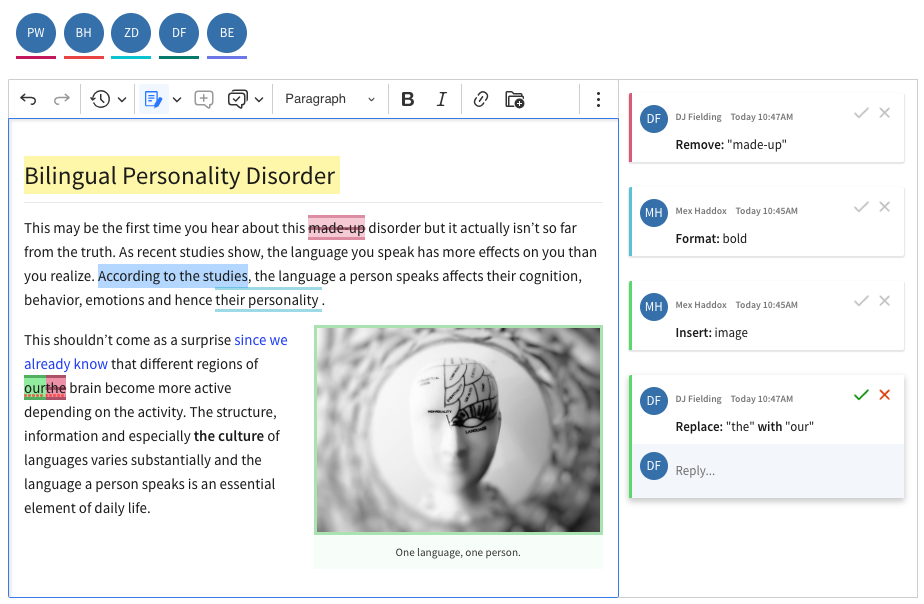 PW BH ZD DF BE
Paragraph B I
Bilingual Personality Disorder
This may be the first time you hear about this made-up disorder but it actually isn’t so far
from the truth. As recent studies show, the language you speak has more effects on you than
you realize. According to the studies, the language a person speaks affects their cognition,
behavior, emotions and hence their personality .
This shouldn’t come as a surprise since we
already know that different regions of
ourthe brain become more active
depending on the activity. The structure,
information and especially the culture of
languages varies substantially and the
language a person speaks is an essential
element of daily life.
PERSONALITY
LANGUAGE
One language, one person.
DF DJ Fielding Today 10:47AM
Remove: "made-up"
MH Mex Haddox Today 10:45AM
Format: bold
MH Mex Haddox Today 10:45AM
Insert: image
DF DJ Fielding Today 10:47AM
Replace: "the" with "our"
DF Reply...